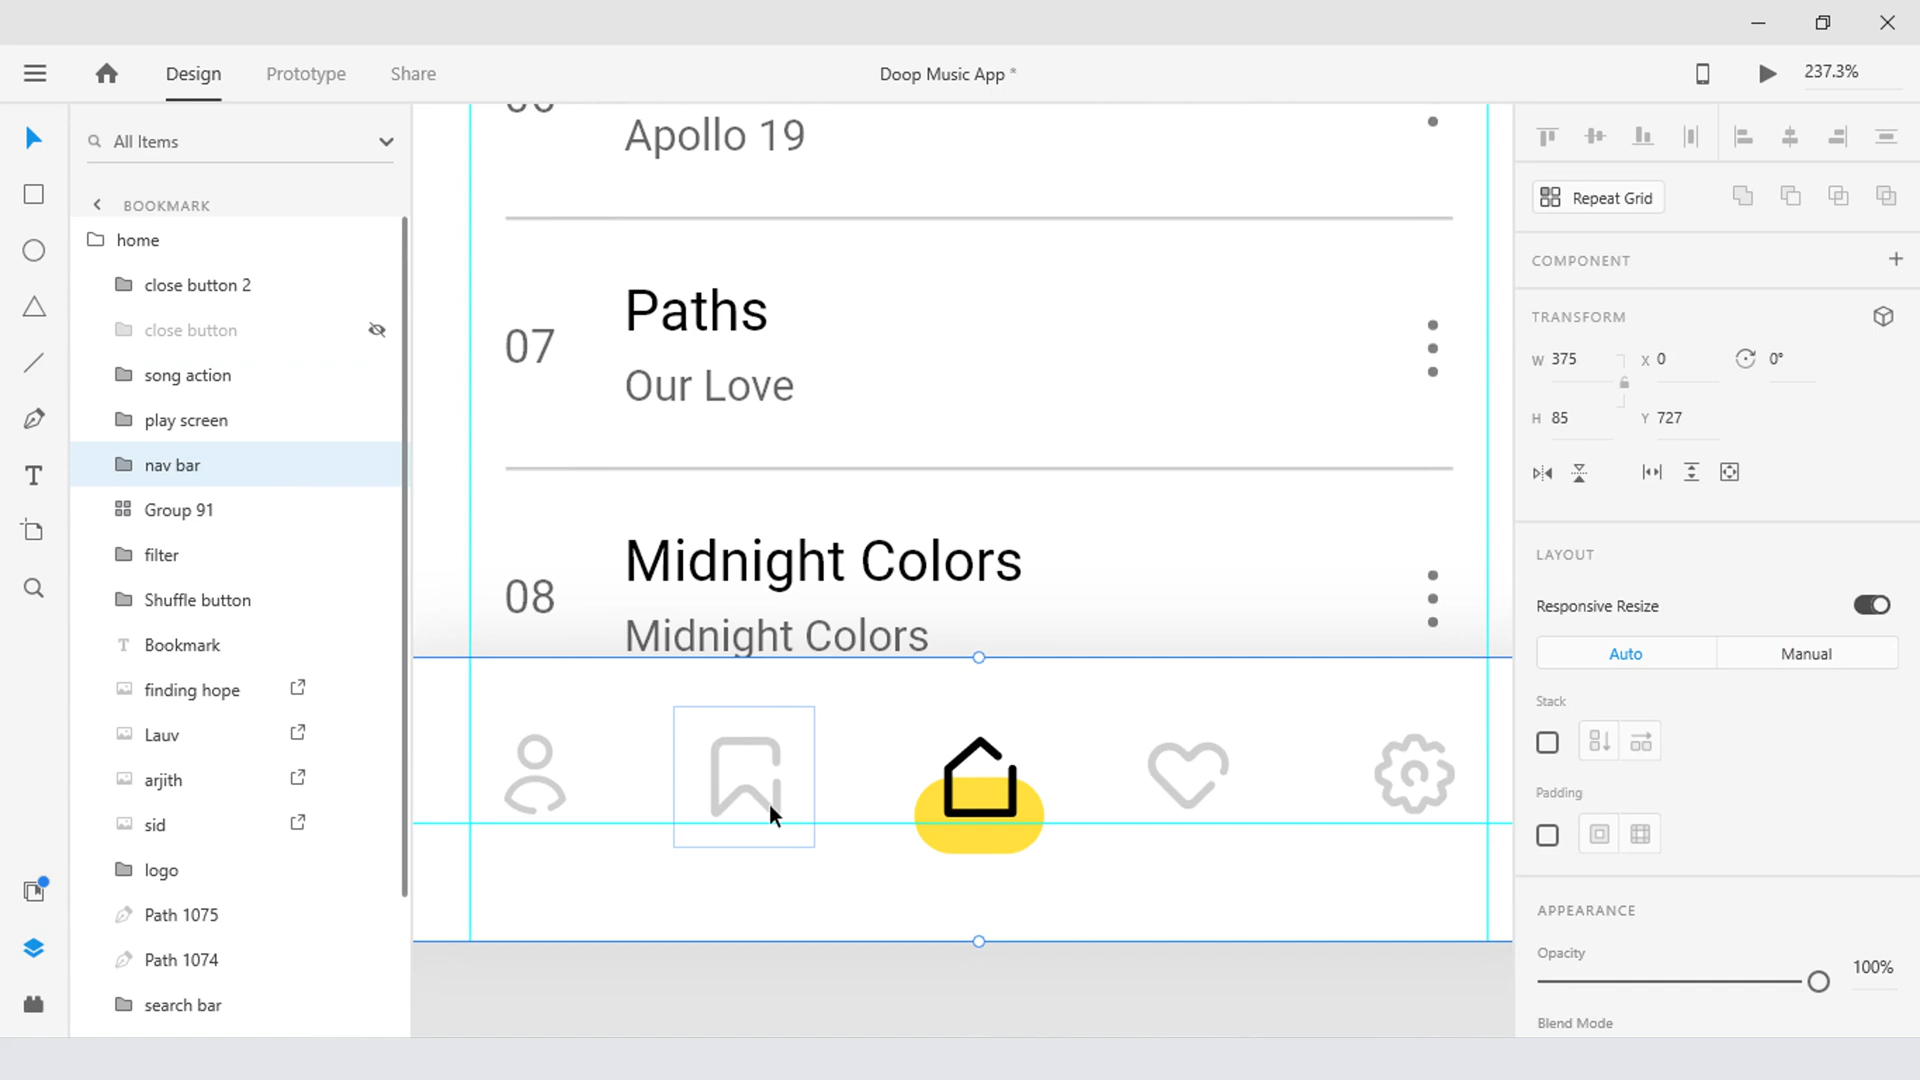 Design
Prototype
Share
Doop Music App *
237.3%
All Items
BOOKMARK
home
close button 2
close button
song action
play screen
nav bar
Group 91
filter
Shuffle button
Bookmark
finding hope
Lauv
arjith
sid
logo
Path 1075
Path 1074
search bar
Apollo 19
07
Paths
Our Love
08
Midnight Colors
Midnight Colors
Repeat Grid
COMPONENT
TRANSFORM
W 375
X 0
0°
H 85
Y 727
LAYOUT
Responsive Resize
Auto
Manual
Stack
Padding
APPEARANCE
Opacity
100%
Blend Mode